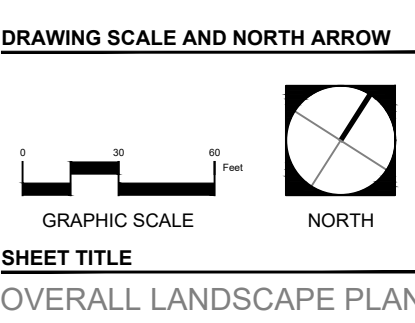 DRAWING SCALE AND NORTH ARROW
0 30 60
Feet
GRAPHIC SCALE NORTH
SHEET TITLE
OVERALL LANDSCAPE PLAN